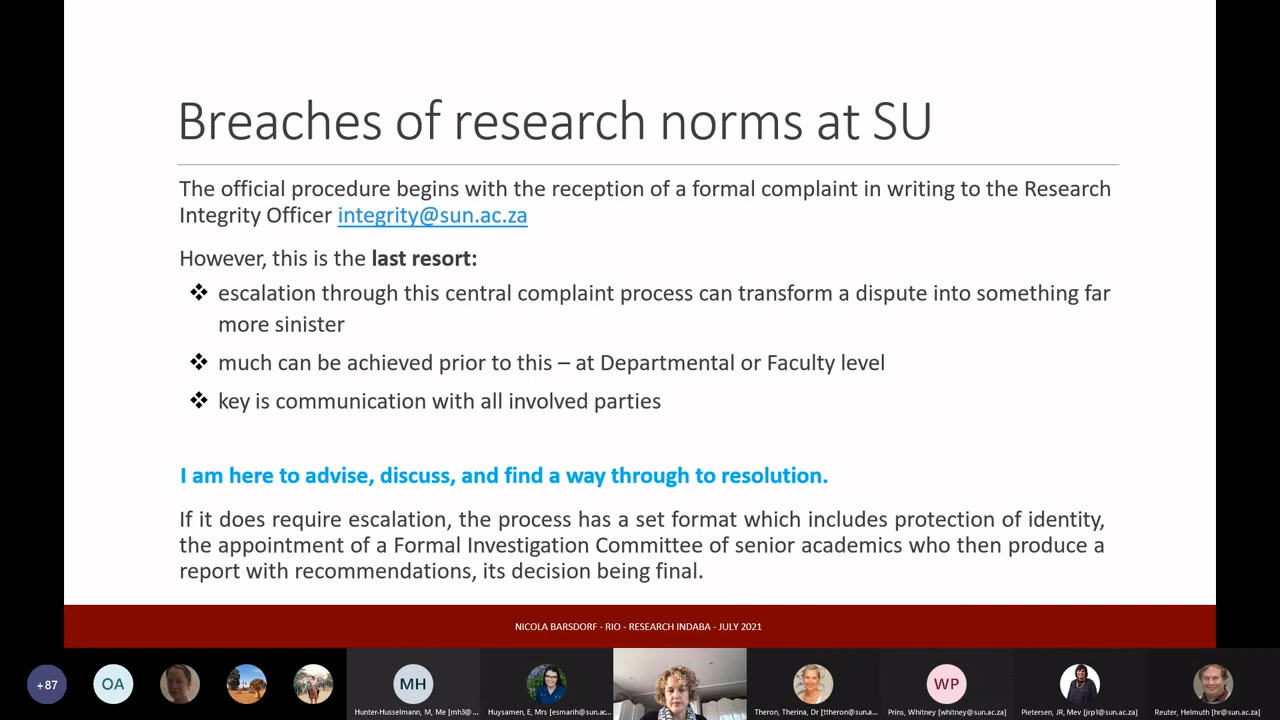 Breaches of research norms at SU
The official procedure begins with the reception of a formal complaint in writing to the Research
Integrity Officer integrity@sun.ac.za
However, this is the last resort:
❖ escalation through this central complaint process can transform a dispute into something far
more sinister
❖ much can be achieved prior to this – at Departmental or Faculty level
❖ key is communication with all involved parties
I am here to advise, discuss, and find a way through to resolution.
If it does require escalation, the process has a set format which includes protection of identity,
the appointment of a Formal Investigation Committee of senior academics who then produce a
report with recommendations, its decision being final.
NICOLA BARSDORF - RIO - RESEARCH INDABA - JULY 2021
+87
OA
MH
WP
Hunter-Husselmann, M, Me [mh3@...
Huysamen, E, Mrs [esmarih@sun.ac...
Theron, Therina, Dr [ttheron@sun.a...
Prins, Whitney [whitney@sun.ac.za]
Pietersen, JR, Mev [jrp1@sun.ac.za]
Reuter, Helmuth [hr@sun.ac.za]